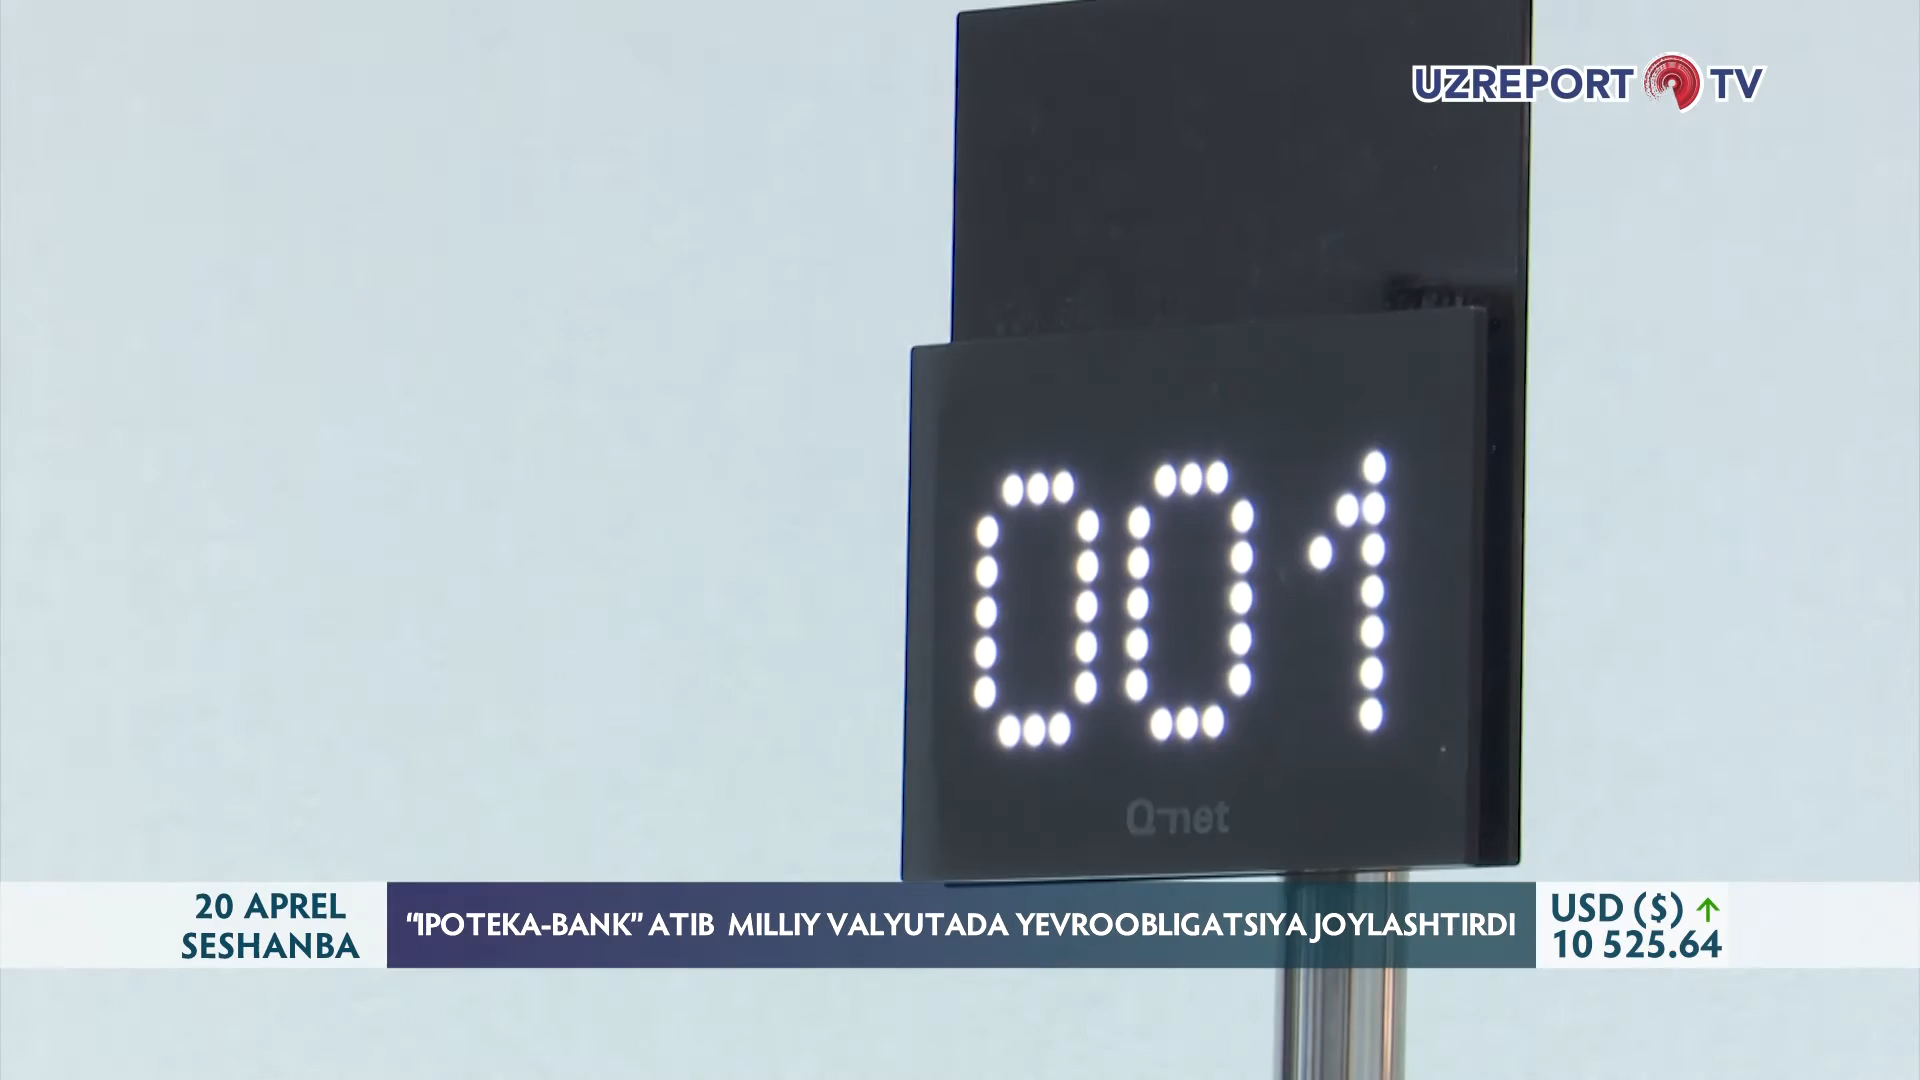 UZREPORT TV
001
Q-net
20 APREL
SESHANBA
“IPOTEKA-BANK” ATIB MILLIY VALYUTADA YEVROOBLIGATSIYA JOYLASHTIRDI
USD ($) ↑
10 525.64